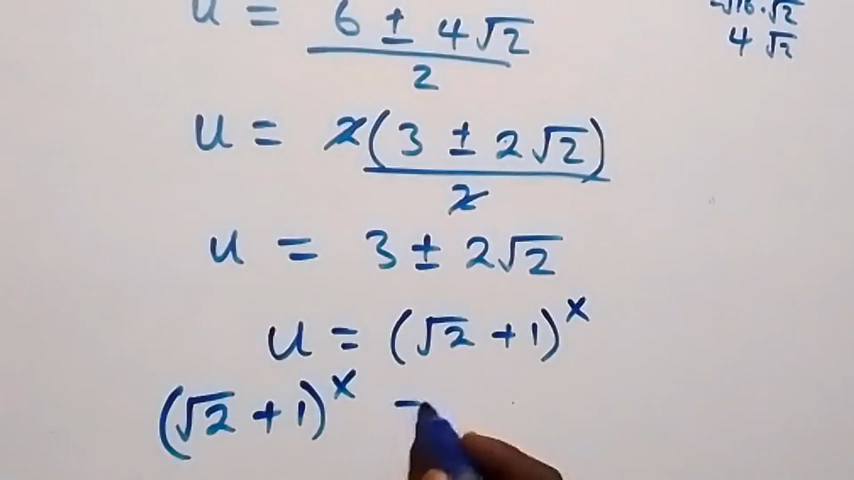 u = 6 ± 4√2 / 2
√16 · √2
4 √2
u = 2(3 ± 2√2) / 2
u = 3 ± 2√2
u = (√2 + 1)^x
(√2 + 1)^x